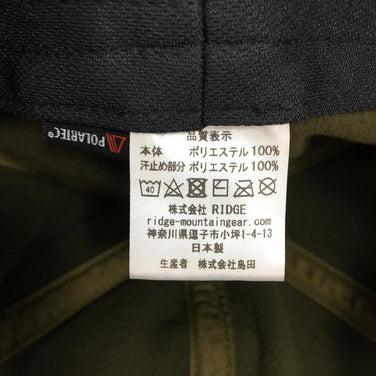 POLARTEC®
品質表示
本体 ポリエステル100%
汗止め部分 ポリエステル100%
40
株式会社 RIDGE
ridge-mountaingear.com
神奈川県逗子市小坪1-4-13
日本製
生産者 株式会社島田